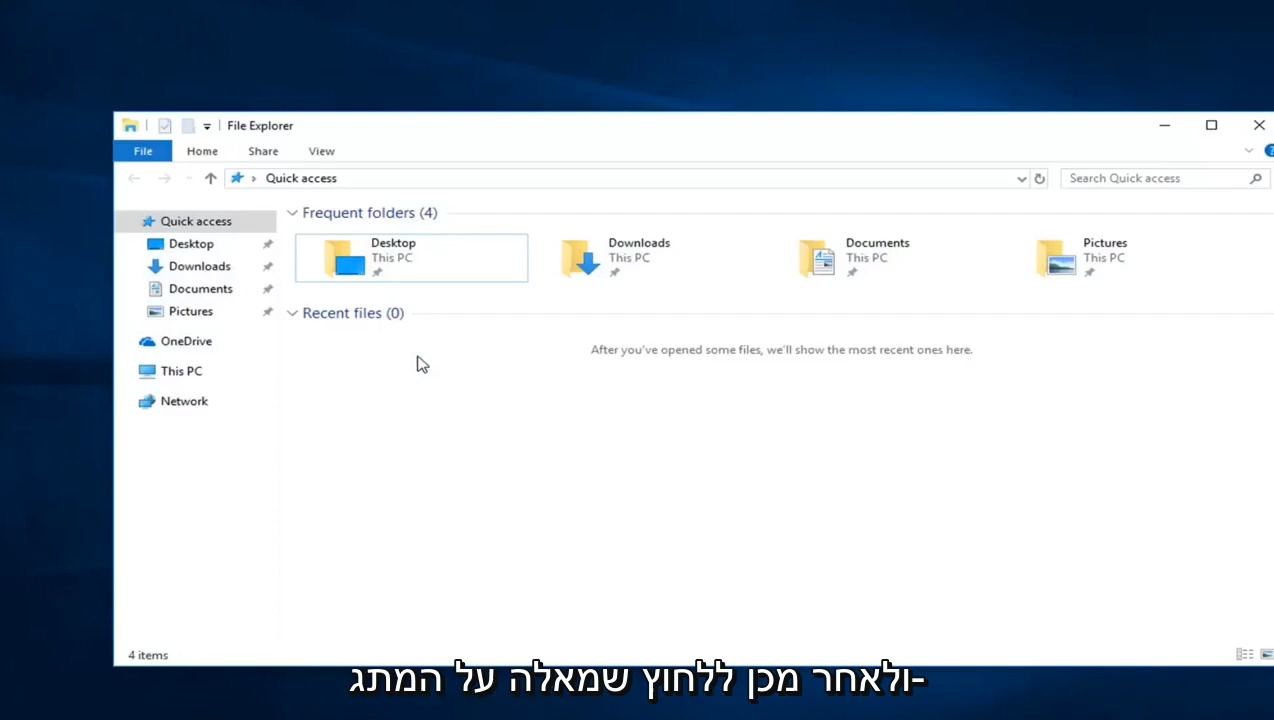 File Explorer
File Home Share View
Quick access
Search Quick access
Quick access
Desktop
Downloads
Documents
Pictures
OneDrive
This PC
Network
Frequent folders (4)
Desktop
This PC
Downloads
This PC
Documents
This PC
Pictures
This PC
Recent files (0)
After you've opened some files, we'll show the most recent ones here.
4 items
ולאחר מכן ללחוץ שמאלה על המתג-